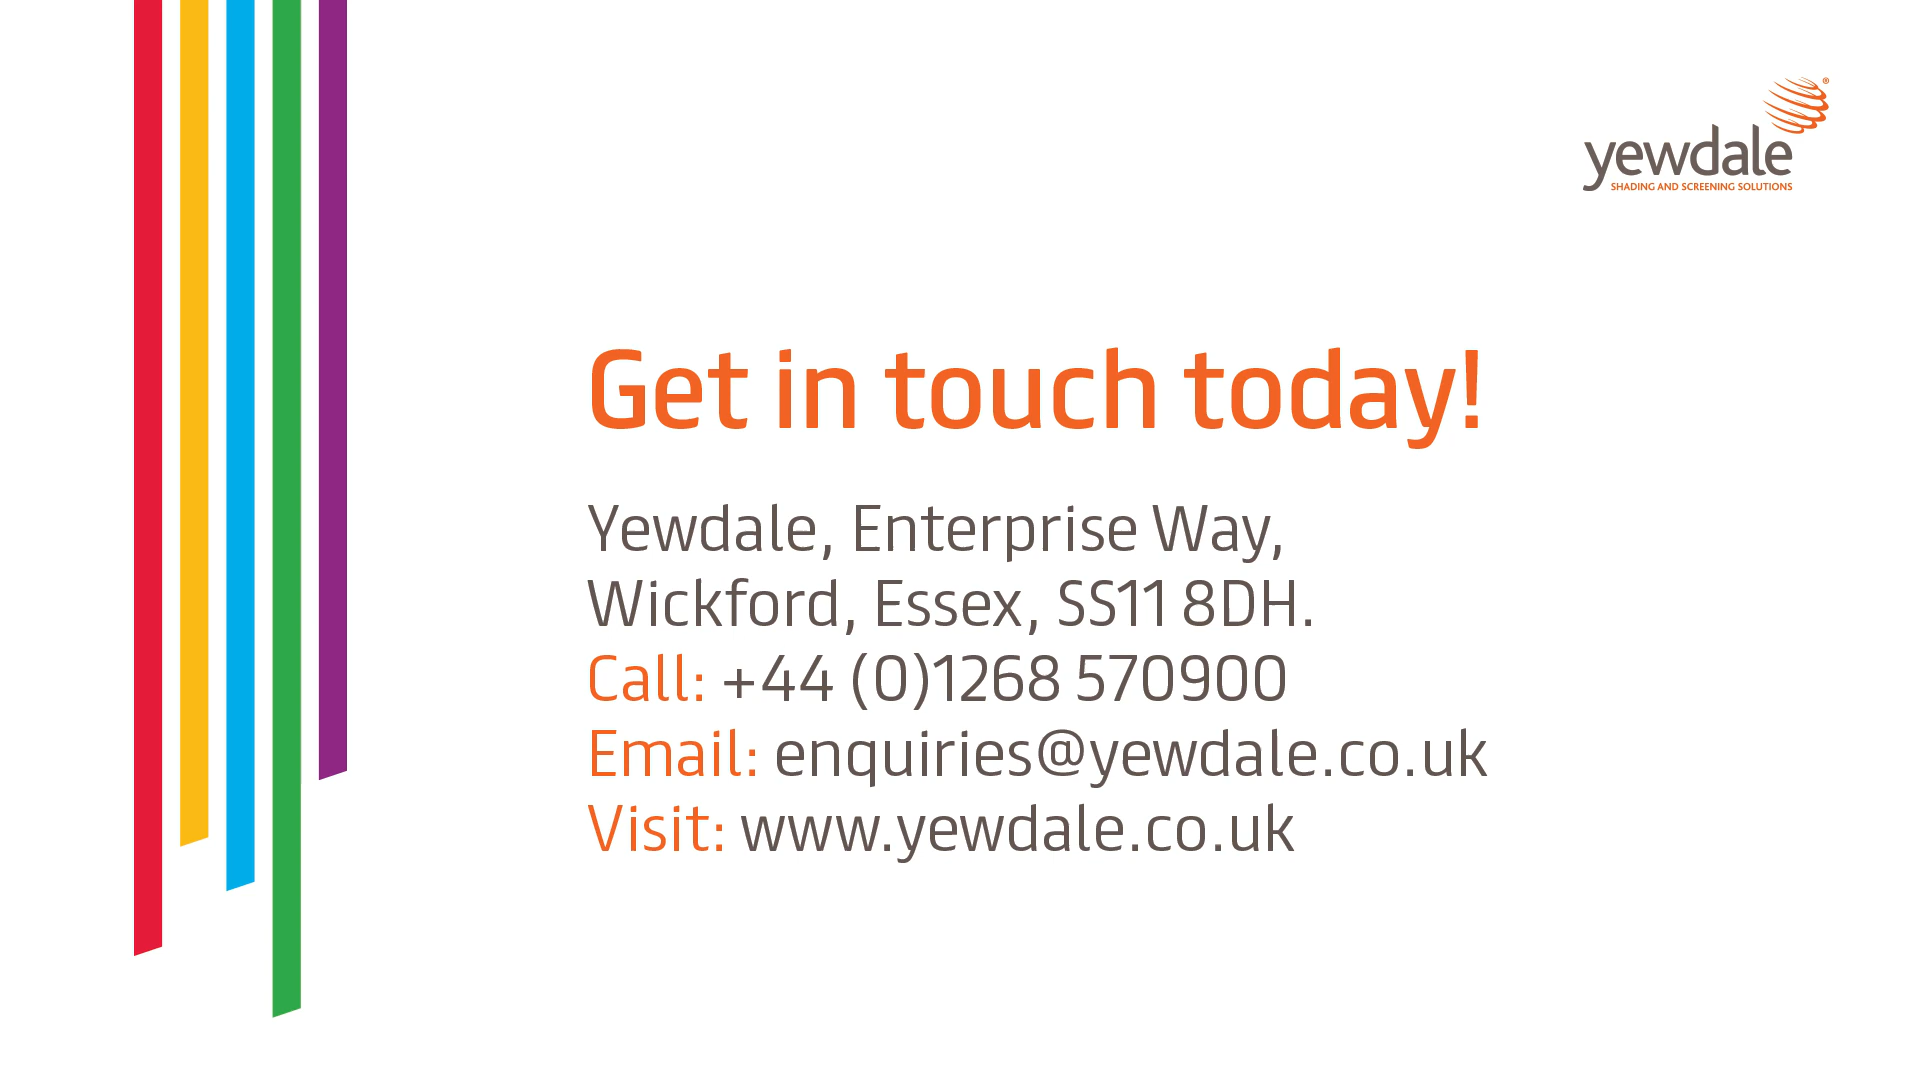 yewdale®
SHADING AND SCREENING SOLUTIONS
Get in touch today!
Yewdale, Enterprise Way,
Wickford, Essex, SS11 8DH.
Call: +44 (0)1268 570900
Email: enquiries@yewdale.co.uk
Visit: www.yewdale.co.uk